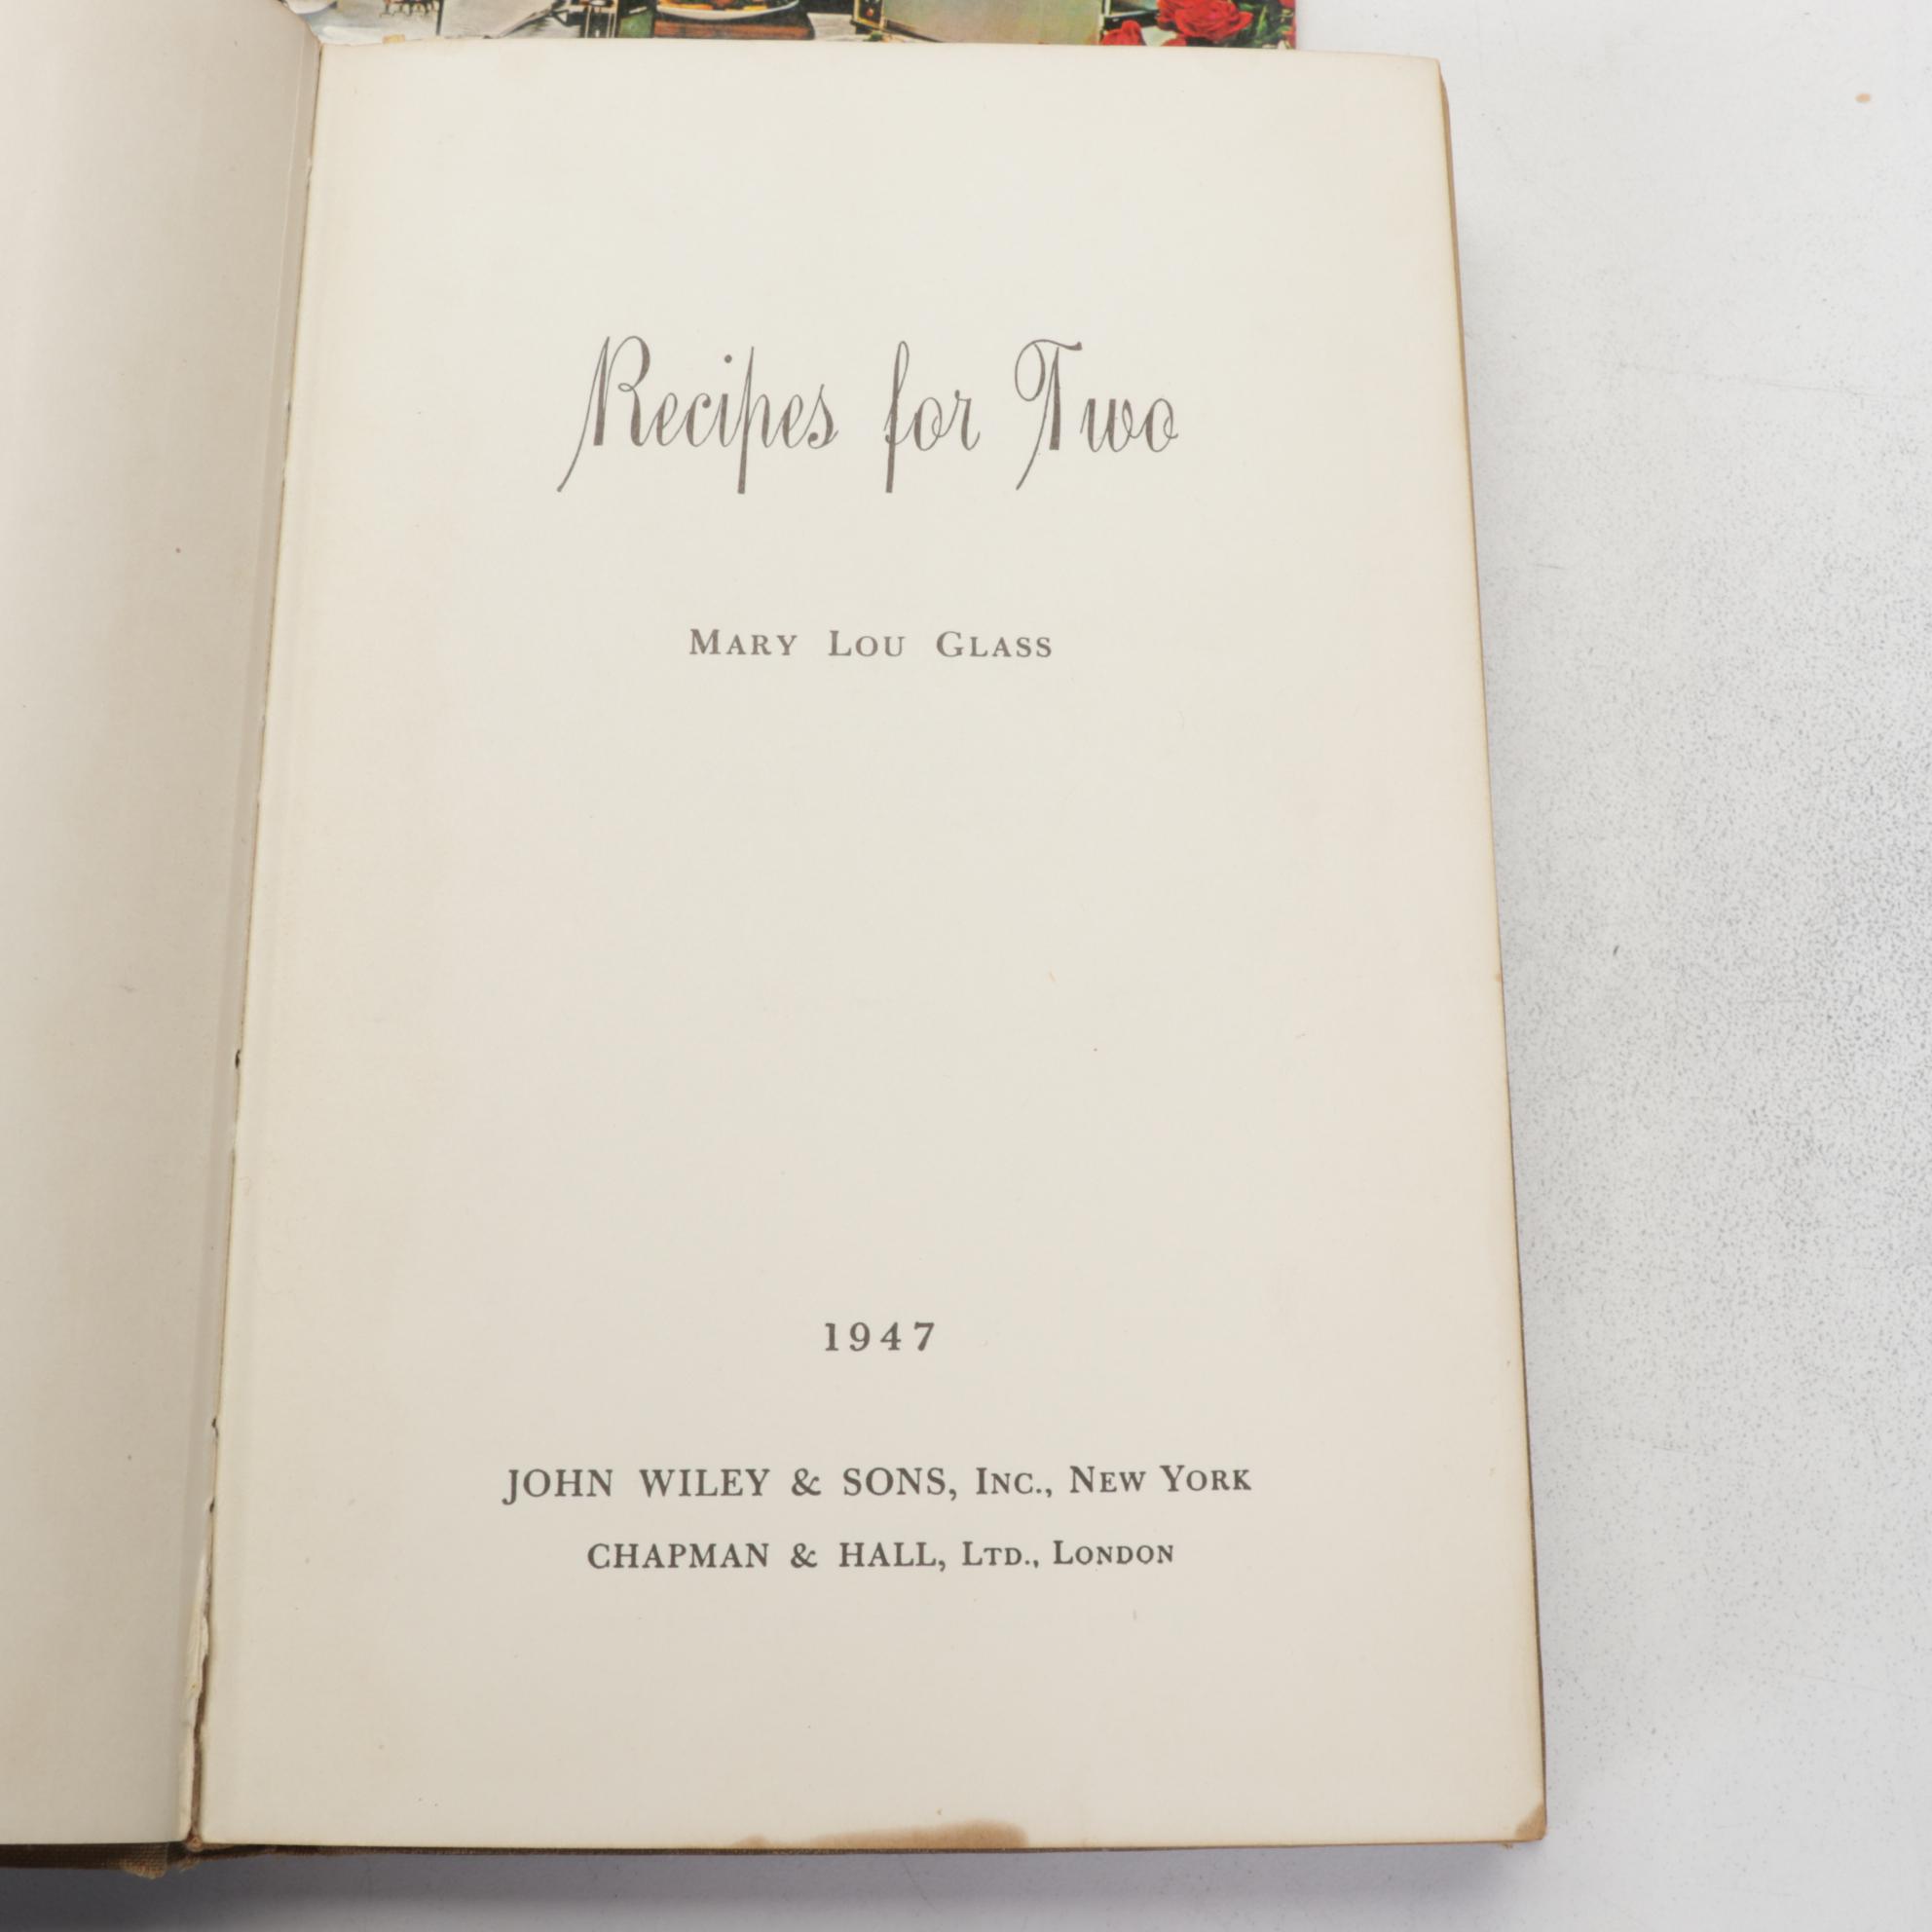 Recipes for Two
MARY LOU GLASS
1947
JOHN WILEY & SONS, INC., NEW YORK
CHAPMAN & HALL, LTD., LONDON